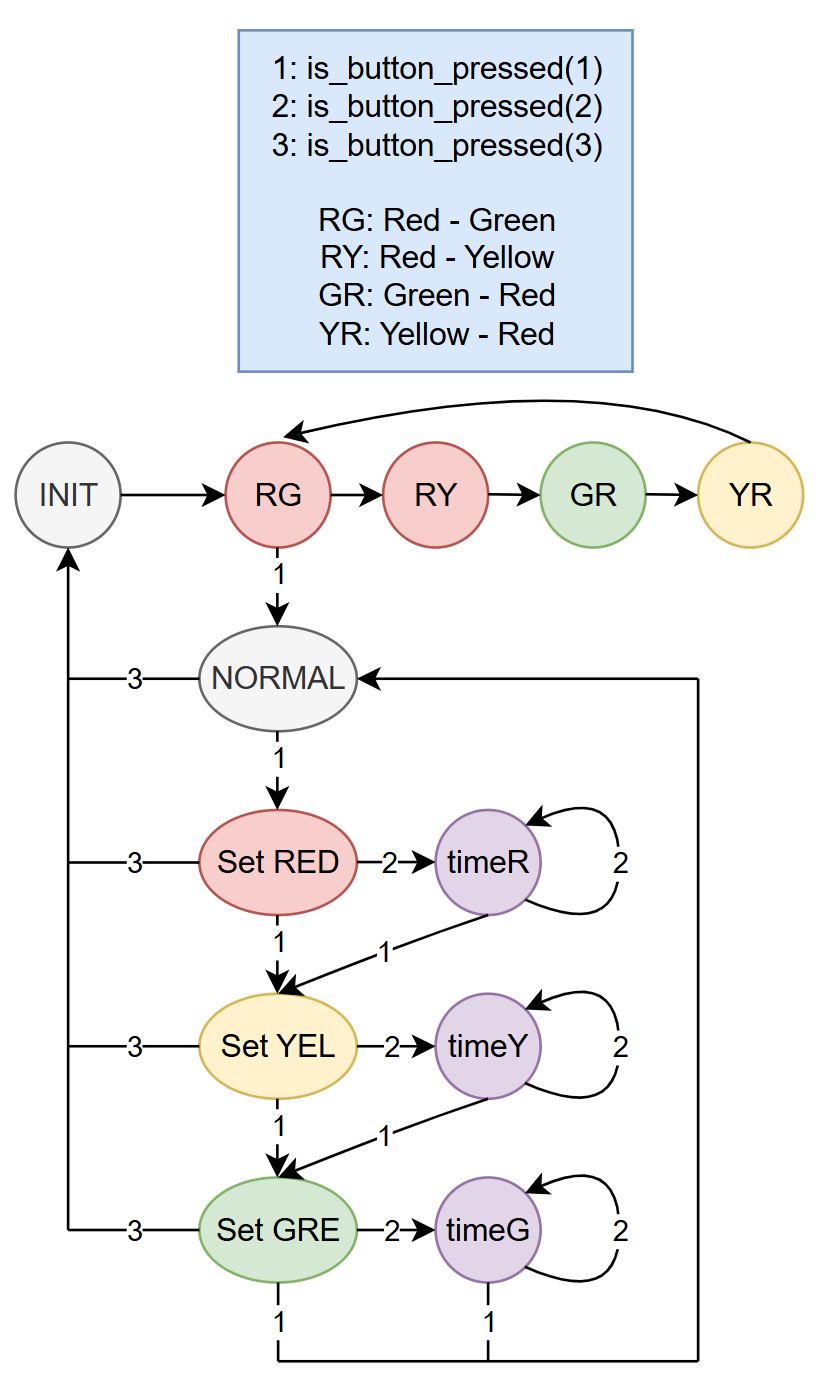 1: is_button_pressed(1)
2: is_button_pressed(2)
3: is_button_pressed(3)
RG: Red - Green
RY: Red - Yellow
GR: Green - Red
YR: Yellow - Red
INIT
RG
RY
GR
YR
1
3
NORMAL
1
3
Set RED
2
timeR
2
1
1
3
Set YEL
2
timeY
2
1
1
3
Set GRE
2
timeG
2
1
1